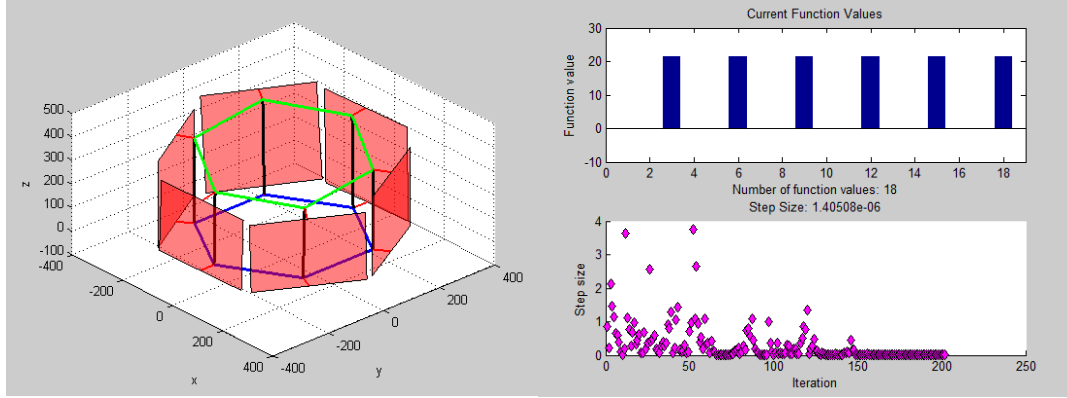 500
400
300
200
100
0
-100
z
-400
-200
0
200
400
x
-400
-200
0
200
400
y
Current Function Values
30
20
10
0
-10
Function value
0 2 4 6 8 10 12 14 16 18
Number of function values: 18
Step Size: 1.40508e-06
4
3
2
1
0
Step size
0 50 100 150 200 250
Iteration